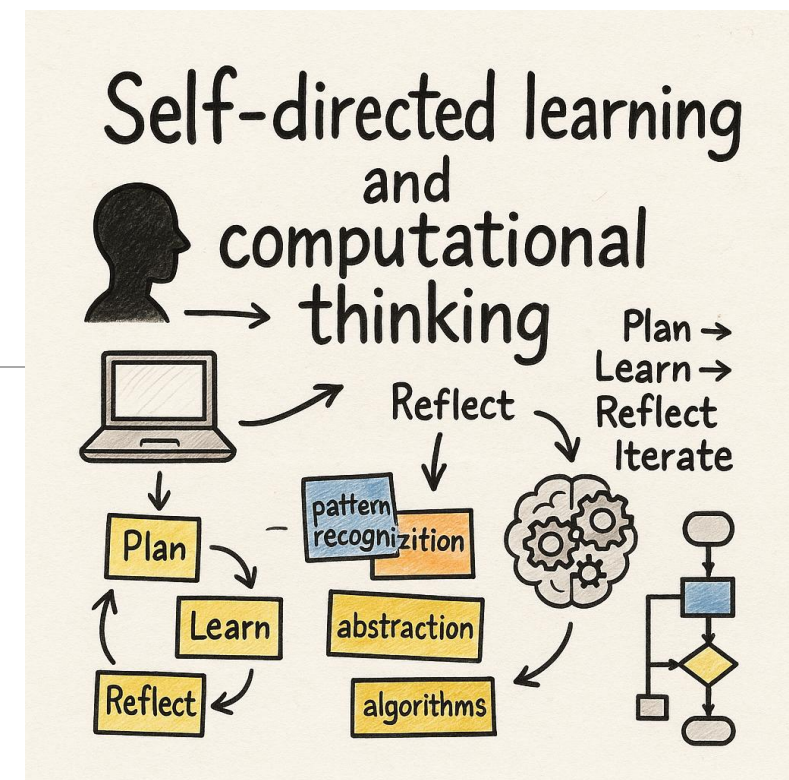 Self-directed learning
and
computational
thinking
Plan →
Learn →
Reflect
Iterate
Reflect
Plan
Learn
Reflect
pattern
recognizition
abstraction
algorithms